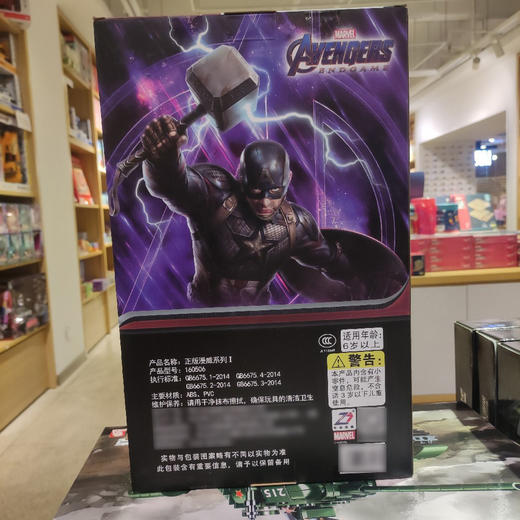 MARVEL
AVENGERS
ENDGAME
产品名称：正版漫威系列 I
产品型号：160506
执行标准：GB6675.1-2014 GB6675.4-2014
GB6675.2-2014 GB6675.3-2014
主要材质：ABS、PVC
维护保养：请用干净抹布擦拭，确保玩具的清洁卫生
实物与包装图案略有不同以实物为准
此包装含有重要信息，请予以保留备用
CCC
适用年龄：
6岁以上
警告：
本产品内含有小
零件，可能产生
窒息危险。不含
适3岁以下儿童
使用。
MARVEL
215